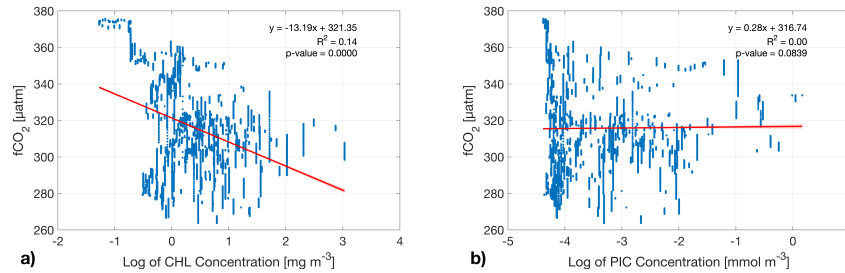 380
360
340
320
300
280
260
fCO2 [µatm]
y = -13.19x + 321.35
R2 = 0.14
p-value = 0.0000
-2
-1
0
1
2
3
4
a)
Log of CHL Concentration [mg m-3]
380
360
340
320
300
280
260
fCO2 [µatm]
y = 0.28x + 316.74
R2 = 0.00
p-value = 0.0839
-5
-4
-3
-2
-1
0
1
b)
Log of PIC Concentration [mmol m-3]